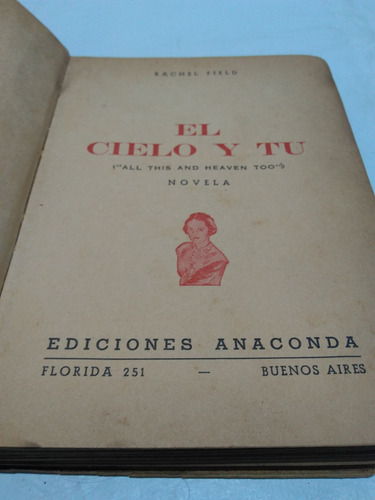 RACHEL FIELD
EL
CIELO Y TU
("ALL THIS AND HEAVEN TOO")
NOVELA
EDICIONES ANACONDA
FLORIDA 251 — BUENOS AIRES